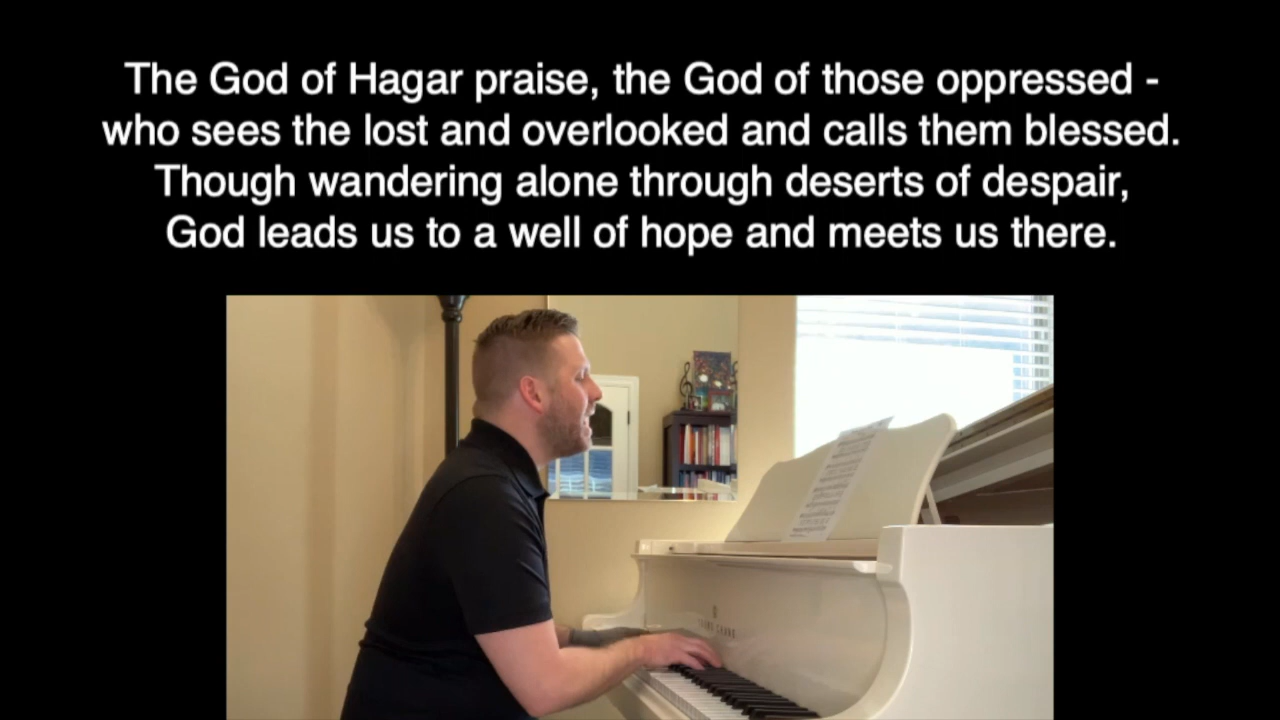 The God of Hagar praise, the God of those oppressed -
who sees the lost and overlooked and calls them blessed.
Though wandering alone through deserts of despair,
God leads us to a well of hope and meets us there.